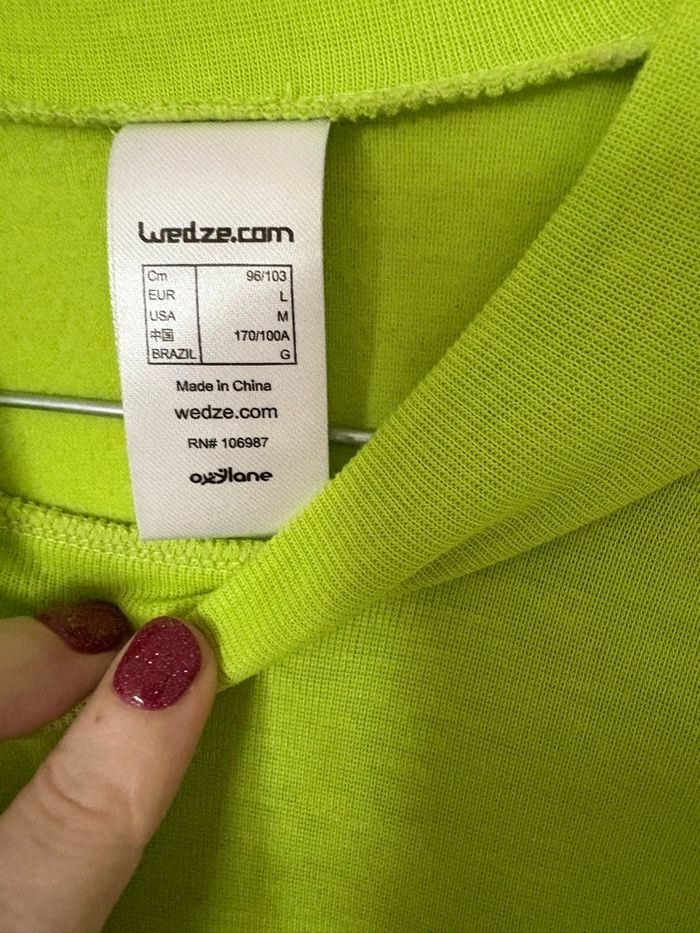 wedze.com
Cm 96/103
EUR L
USA M
中国 170/100A
BRAZIL G
Made in China
wedze.com
RN# 106987
oxylane